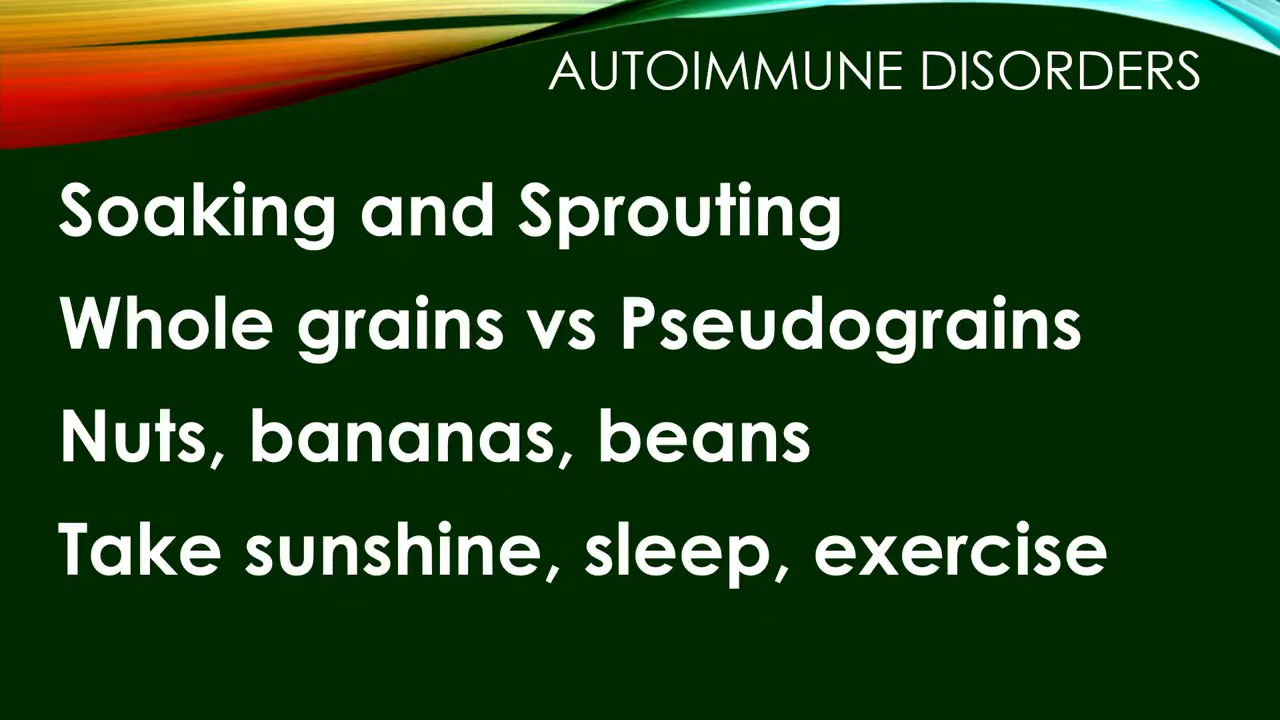 AUTOIMMUNE DISORDERS
Soaking and Sprouting
Whole grains vs Pseudograins
Nuts, bananas, beans
Take sunshine, sleep, exercise